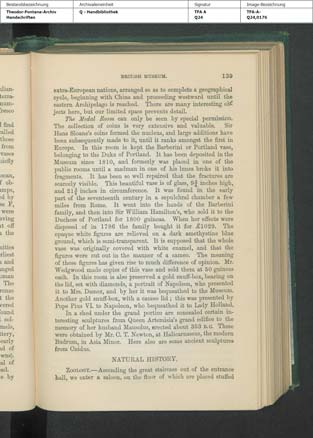 Bestandsbezeichnung
Archivaleneinheit
Signatur
Image-Bezeichnung
Theodor-Fontane-Archiv
Handschriften
Q - Handbibliothek
TFA A
QJ4
TFA-A-
QJ4,0176
BRITISH MUSEUM. 139
extra-European nations, arranged so as to complete a geographical
cycle, beginning with China and proceeding westward until the
eastern Archipelago is reached. There are many interesting ob-
jects here, but our limited space prevents detail.
The Medal Room can only be seen by special permission.
The collection of coins is very extensive and valuable. Sir
Hans Sloane's coins formed the nucleus, and large additions have
been subsequently made to it, until it ranks amongst the first in
Europe. In this room is kept the Barberini or Portland vase,
belonging to the Duke of Portland. It has been deposited in the
Museum since 1810, and formerly was placed in one of the
public rooms until a madman in one of his broke it into
fragments. It has been so well repaired that the fractures are
scarcely visible. This beautiful vase is of glass, 9¾ inches high,
and 21¾ inches in circumference. It was found in the early
part of the seventeenth century in a sepulchral chamber a few
miles from Rome. It went into the hands of the Barberini
family, and then into Sir William Hamilton's, who sold it to the
Duchess of Portland for 1800 guineas. When her effects were
disposed of in 1786 the family bought it for £1029. The
opaque white figures are relieved on a dark amethystine blue
ground, which is semi-transparent. It is supposed that the whole
vase was originally covered with white enamel, and that the
figures were cut out in the manner of a cameo. The meaning
of these figures has given rise to much difference of opinion. Mr.
Wedgwood made copies of this vase and sold them at 50 guineas
each. In this room is also preserved a gold snuff-box, bearing on
the lid, set with diamonds, a portrait of Napoleon, who presented
it to Mrs. Damer, and by her it was bequeathed to the Museum.
Another gold snuff-box, with a cameo lid; this was presented by
Pope Pius VI. to Napoleon, who bequeathed it to Lady Holland.
In a shed under the grand portico are concealed certain in-
teresting sculptures from Queen Artemisia's grand edifice to the
memory of her husband Mausolus, erected about 353 B.C. These
were obtained by Mr. C. T. Newton, at Halicarnassus, the modern
Budrum, in Asia Minor. Here also are some ancient sculptures
from Cnidus.
NATURAL HISTORY.
ZOOLOGY.—Ascending the great staircase out of the entrance
hall, we enter a saloon, on the floor of which are placed stuffed